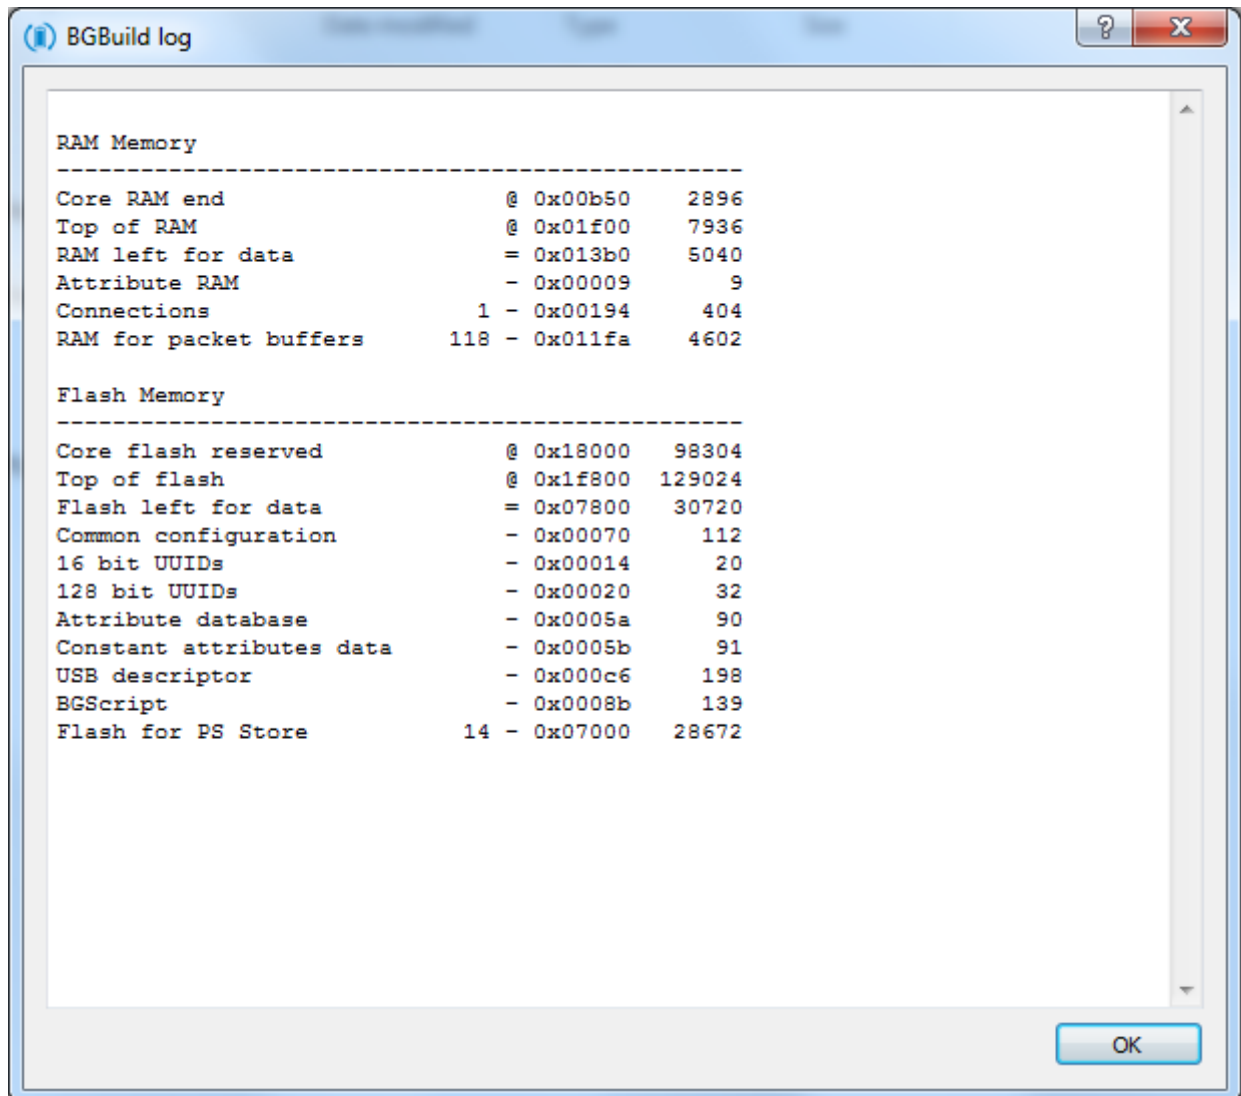 Date modified Type Size
BGBuild log
RAM Memory
-------------------------------------------------
Core RAM end @ 0x00b50 2896
Top of RAM @ 0x01f00 7936
RAM left for data = 0x013b0 5040
Attribute RAM - 0x00009 9
Connections 1 - 0x00194 404
RAM for packet buffers 118 - 0x011fa 4602
Flash Memory
-------------------------------------------------
Core flash reserved @ 0x18000 98304
Top of flash @ 0x1f800 129024
Flash left for data = 0x07800 30720
Common configuration - 0x00070 112
16 bit UUIDs - 0x00014 20
128 bit UUIDs - 0x00020 32
Attribute database - 0x0005a 90
Constant attributes data - 0x0005b 91
USB descriptor - 0x000c6 198
BGScript - 0x0008b 139
Flash for PS Store 14 - 0x07000 28672
OK